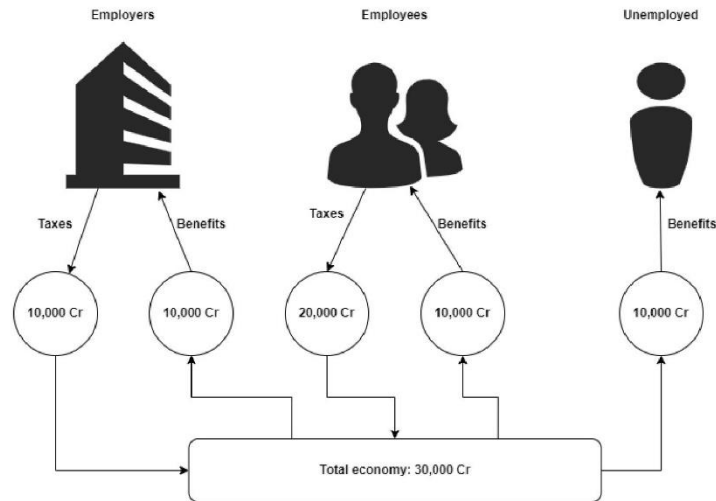 Employers
Employees
Unemployed
Taxes
Benefits
Taxes
Benefits
Benefits
10,000 Cr
10,000 Cr
20,000 Cr
10,000 Cr
10,000 Cr
Total economy: 30,000 Cr